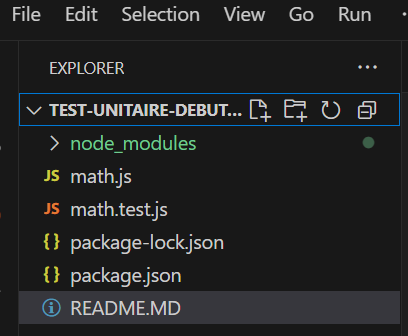 File Edit Selection View Go Run ·
EXPLORER ···
TEST-UNITAIRE-DEBUT...
node_modules
JS math.js
JS math.test.js
{} package-lock.json
{} package.json
README.MD